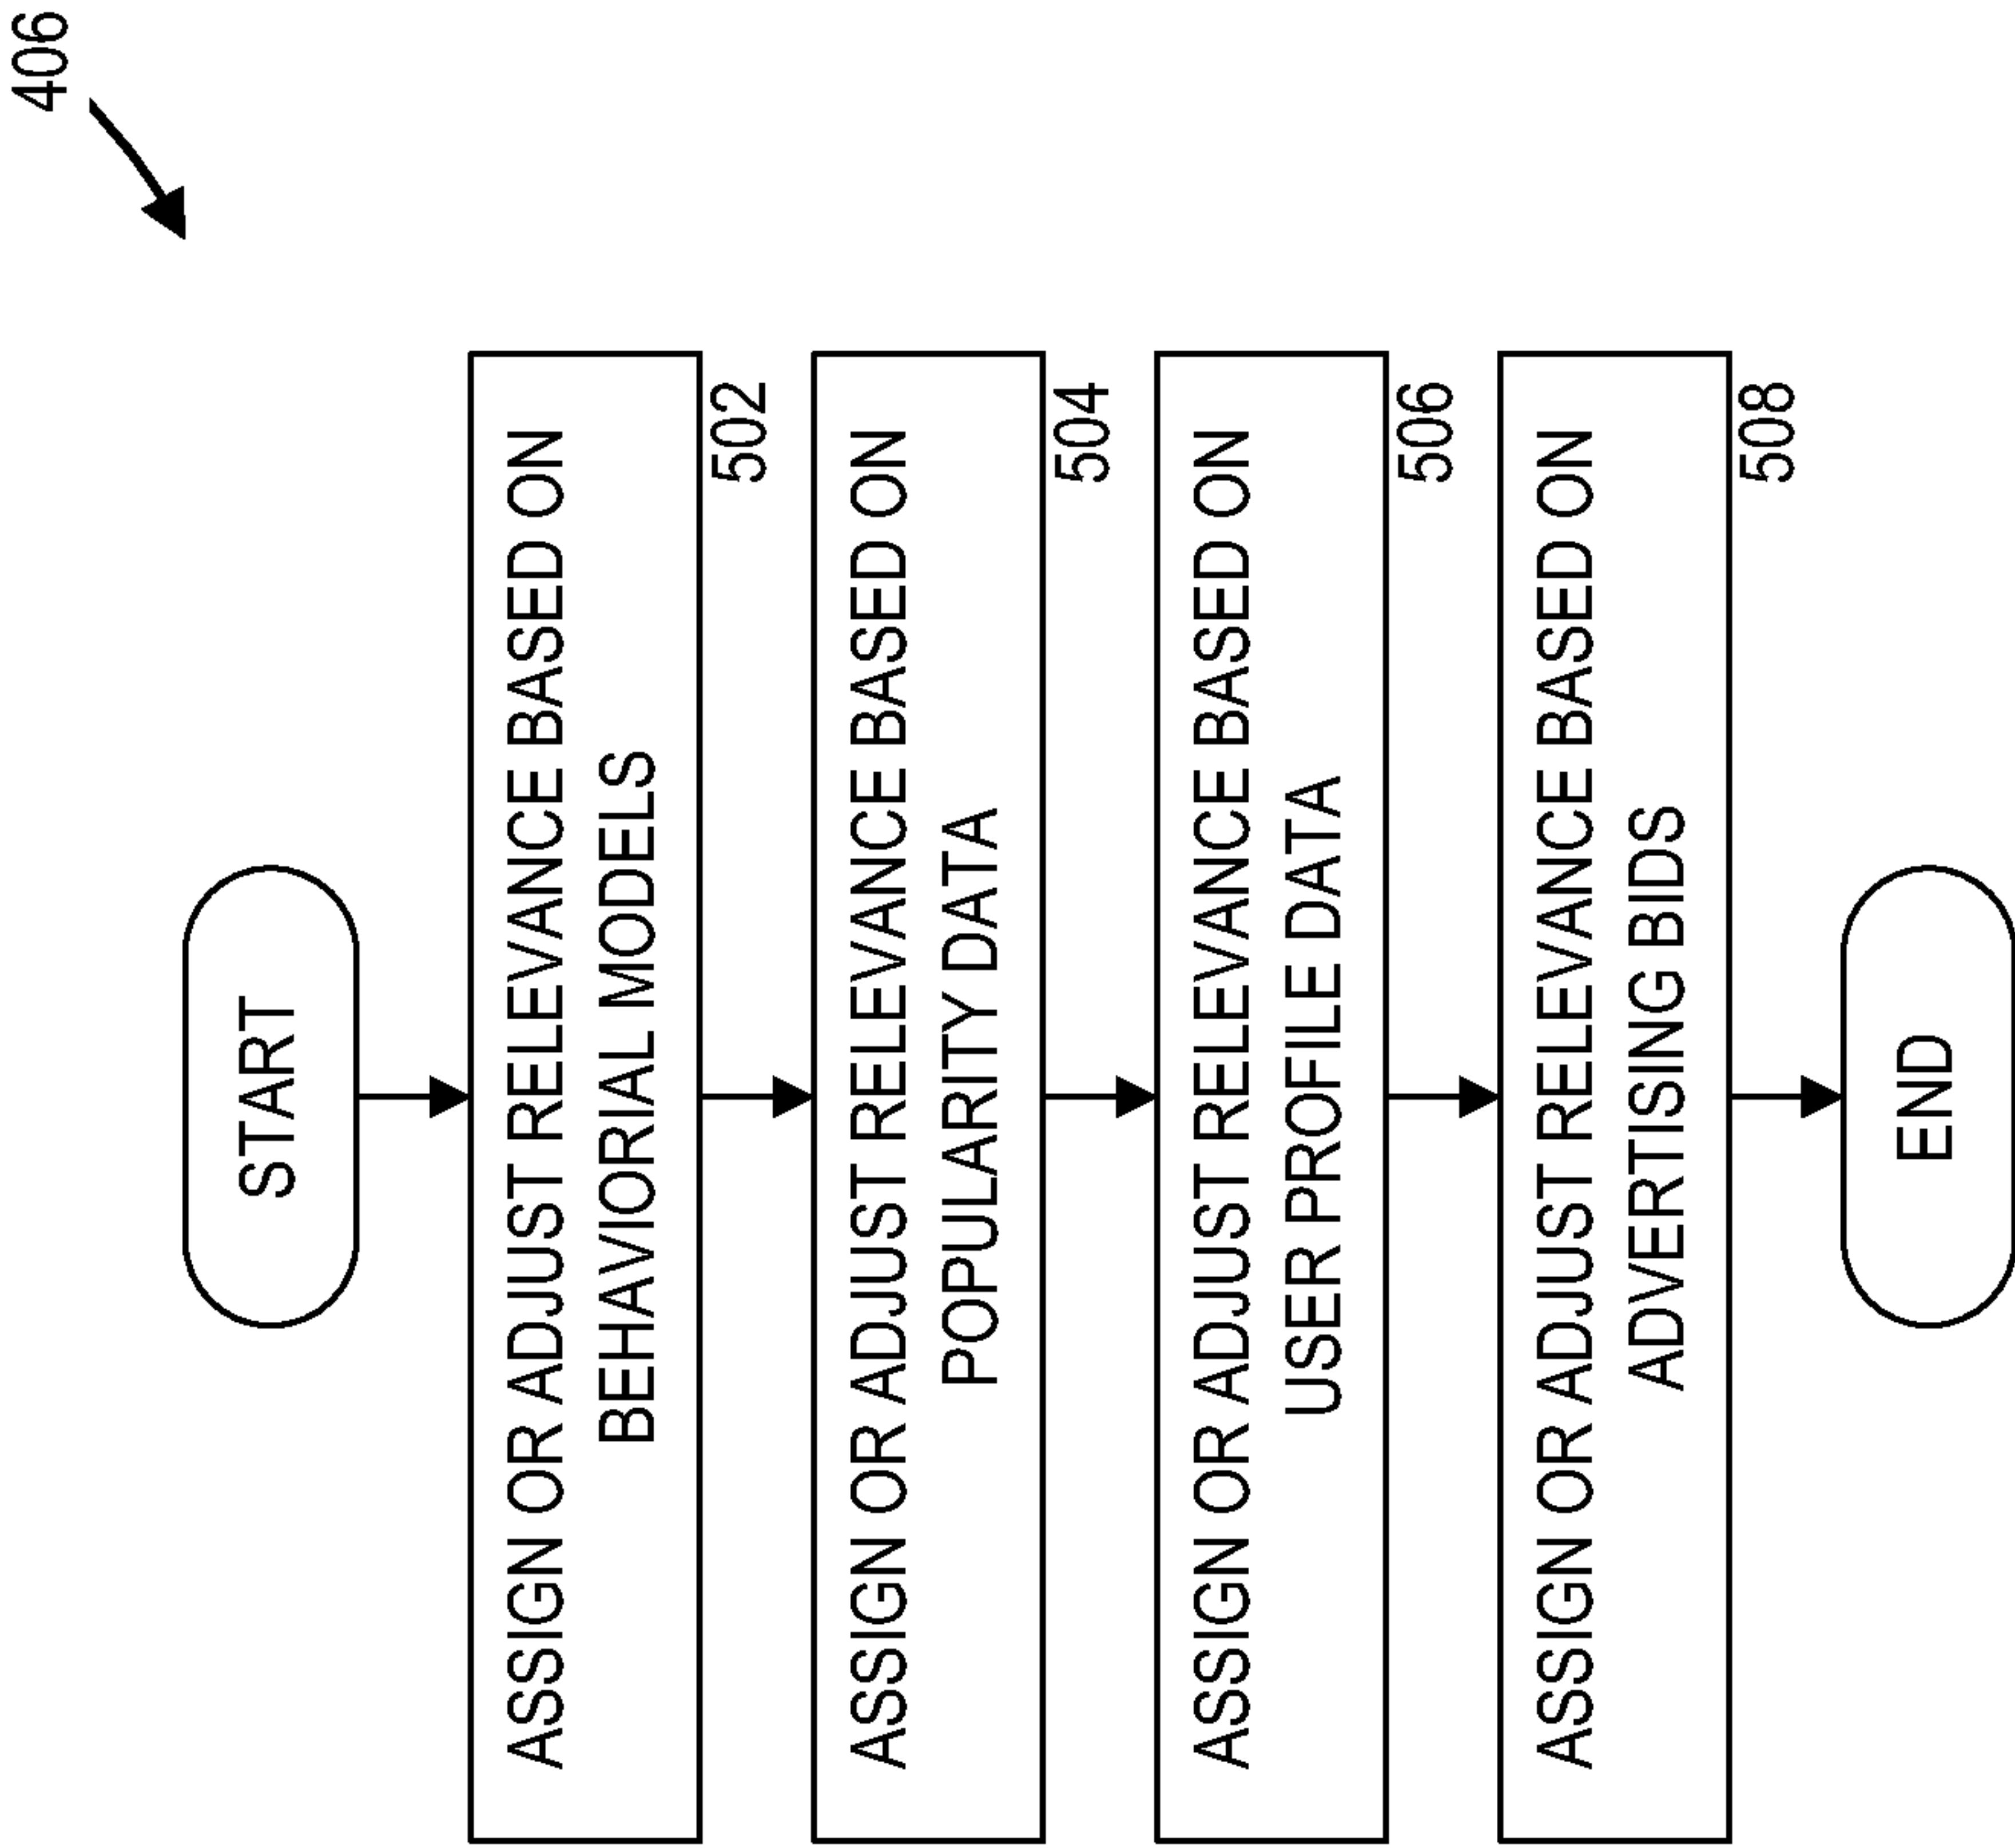 406
START
ASSIGN OR ADJUST RELEVANCE BASED ON
BEHAVIORIAL MODELS
502
ASSIGN OR ADJUST RELEVANCE BASED ON
POPULARITY DATA
504
ASSIGN OR ADJUST RELEVANCE BASED ON
USER PROFILE DATA
506
ASSIGN OR ADJUST RELEVANCE BASED ON
ADVERTISING BIDS
508
END